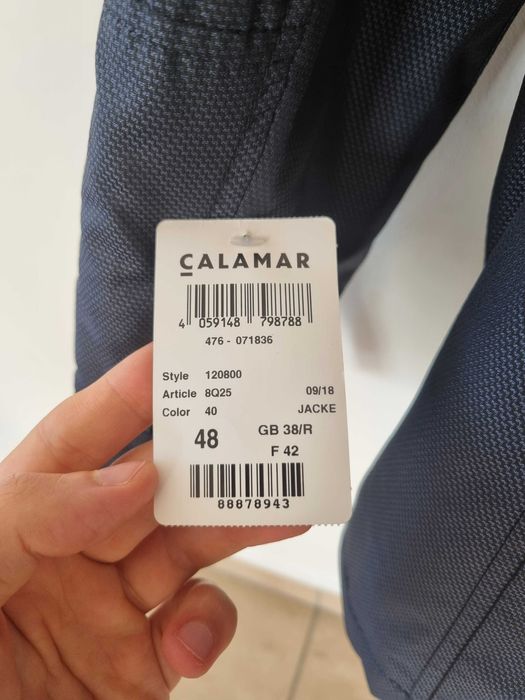 CALAMAR
4 059148 798788
476 - 071836
Style 120800
Article 8Q25 09/18
Color 40 JACKE
48 GB 38/R
F 42
88878943